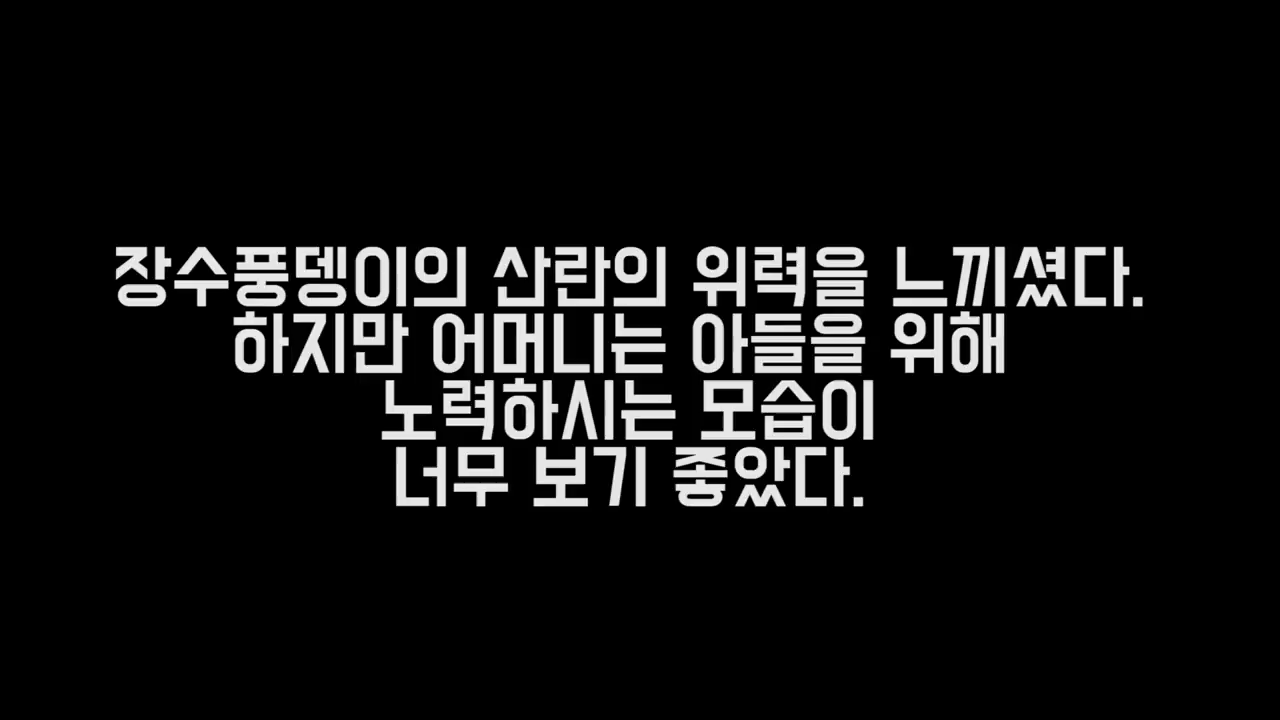 장수풍뎅이의 산란의 위력을 느끼셨다.
하지만 어머니는 아들을 위해
노력하시는 모습이
너무 보기 좋았다.